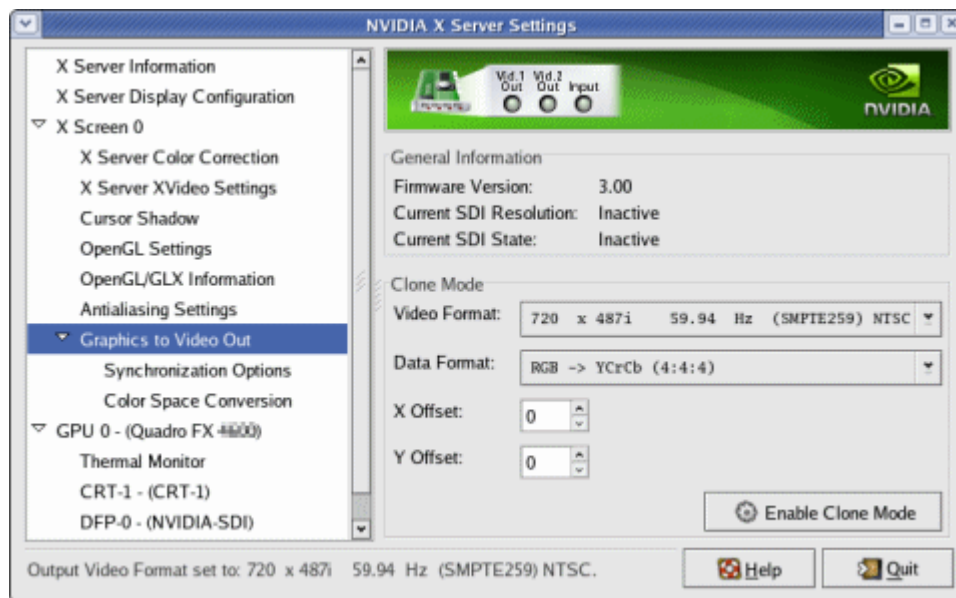 NVIDIA X Server Settings
X Server Information
X Server Display Configuration
X Screen 0
X Server Color Correction
X Server XVideo Settings
Cursor Shadow
OpenGL Settings
OpenGL/GLX Information
Antialiasing Settings
Graphics to Video Out
Synchronization Options
Color Space Conversion
GPU 0 - (Quadro FX
Thermal Monitor
CRT-1 - (CRT-1)
DFP-0 - (NVIDIA-SDI)
Vid.1 Out Vid.2 Out Input
NVIDIA
General Information
Firmware Version: 3.00
Current SDI Resolution: Inactive
Current SDI State: Inactive
Clone Mode
Video Format: 720 x 487i 59.94 Hz (SMPTE259) NTSC
Data Format: RGB -> YCrCb (4:4:4)
X Offset: 0
Y Offset: 0
Enable Clone Mode
Output Video Format set to: 720 x 487i 59.94 Hz (SMPTE259) NTSC.
Help
Quit